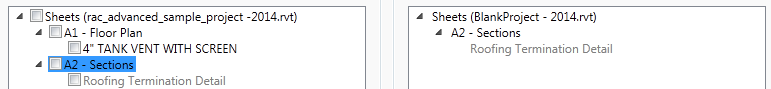 Sheets (rac_advanced_sample_project -2014.rvt)
A1 - Floor Plan
4" TANK VENT WITH SCREEN
A2 - Sections
Roofing Termination Detail
Sheets (BlankProject - 2014.rvt)
A2 - Sections
Roofing Termination Detail